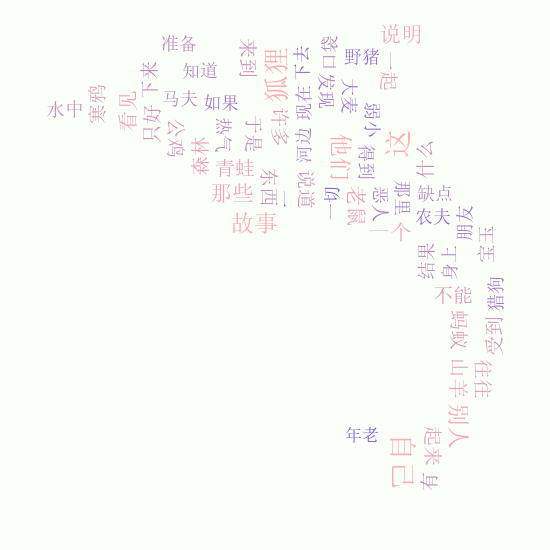 说明
准备
来到
狐狸
下去
袋口
野猪
一起
知道
下来
发现
现在
大麦
水中
寒鸦
看见
只好
马夫
如果
许多
弱小
这
公鸡
森林
热气
于是
河边
他们
得到
什么
青蛙
那些
东西
一
说道
一切
老鼠
恶人
那里
缺点
故事
一个
农夫
朋友
结果
身上
宝玉
不能
猎狗
蚂蚁
受到
山羊
往往
别人
年老
自己
起来
有